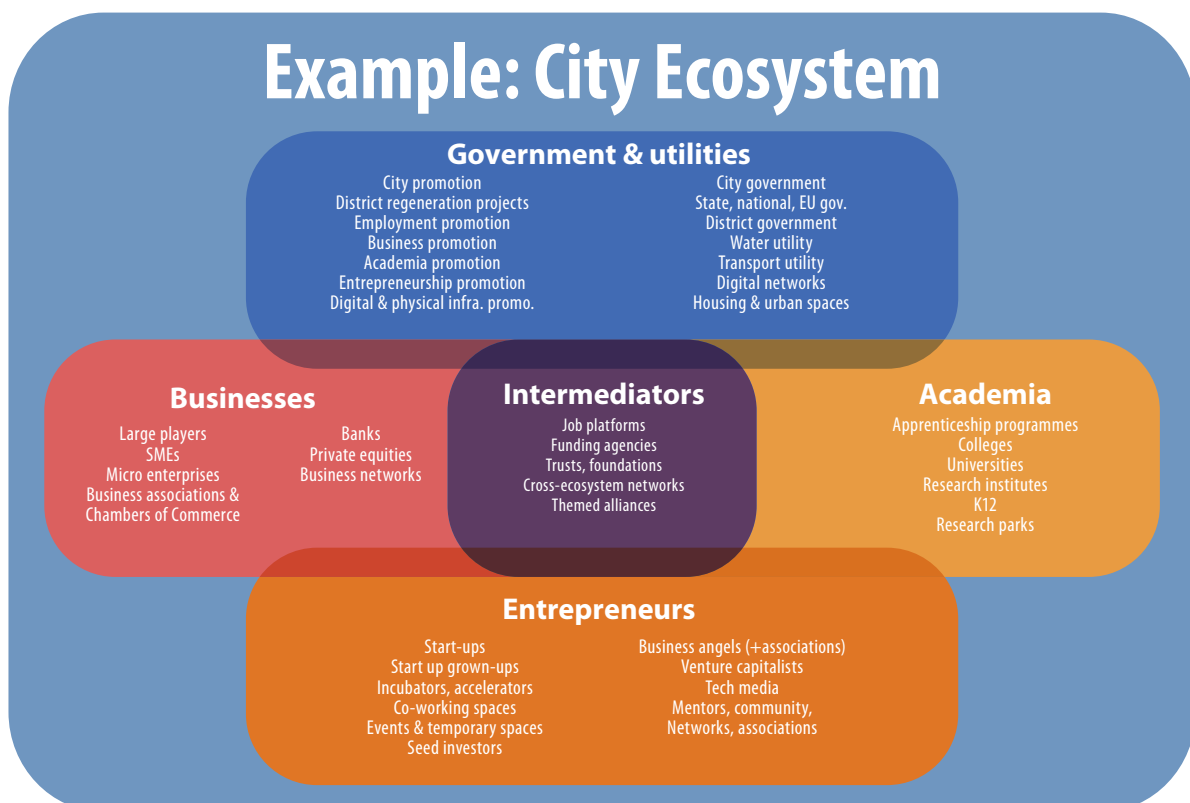 Example: City Ecosystem
Government & utilities
City promotion
District regeneration projects
Employment promotion
Business promotion
Academia promotion
Entrepreneurship promotion
Digital & physical infra. promo.
City government
State, national, EU gov.
District government
Water utility
Transport utility
Digital networks
Housing & urban spaces
Businesses
Large players
SMEs
Micro enterprises
Business associations &
Chambers of Commerce
Banks
Private equities
Business networks
Intermediators
Job platforms
Funding agencies
Trusts, foundations
Cross-ecosystem networks
Themed alliances
Academia
Apprenticeship programmes
Colleges
Universities
Research institutes
K12
Research parks
Entrepreneurs
Start-ups
Start up grown-ups
Incubators, accelerators
Co-working spaces
Events & temporary spaces
Seed investors
Business angels (+associations)
Venture capitalists
Tech media
Mentors, community,
Networks, associations